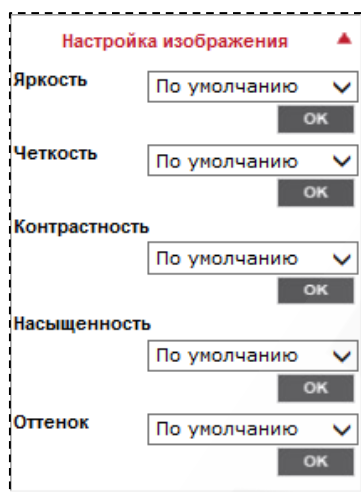 Настройка изображения
Яркость
По умолчанию
OK
Четкость
По умолчанию
OK
Контрастность
По умолчанию
OK
Насыщенность
По умолчанию
OK
Оттенок
По умолчанию
OK